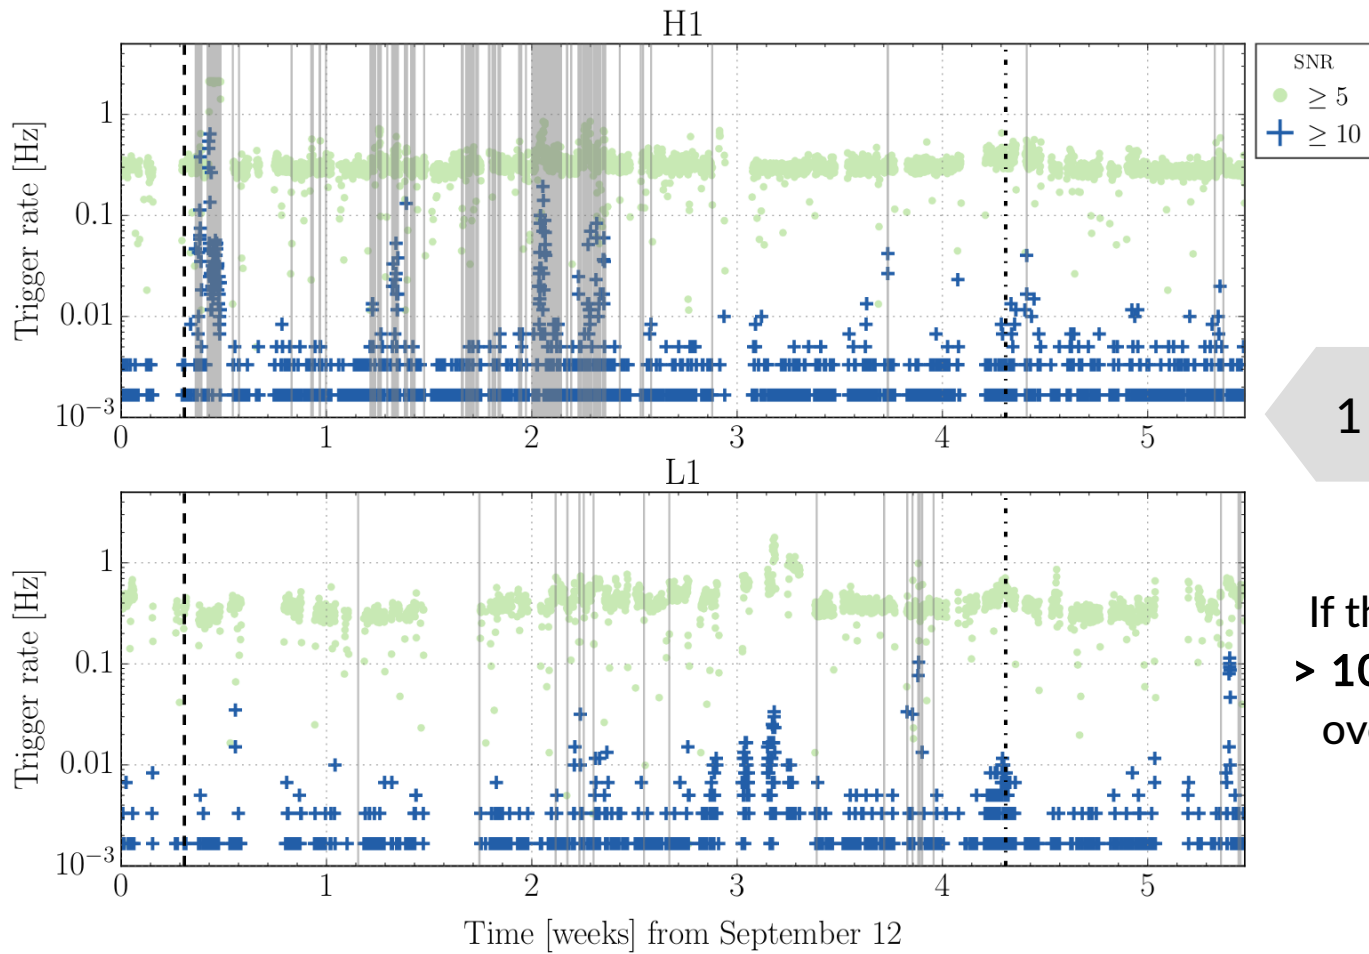 H1
Trigger rate [Hz]
1
0.1
0.01
10⁻³
0 1 2 3 4 5
SNR
≥ 5
≥ 10
1
L1
Trigger rate [Hz]
1
0.1
0.01
10⁻³
0 1 2 3 4 5
Time [weeks] from September 12
If th
> 10
ove